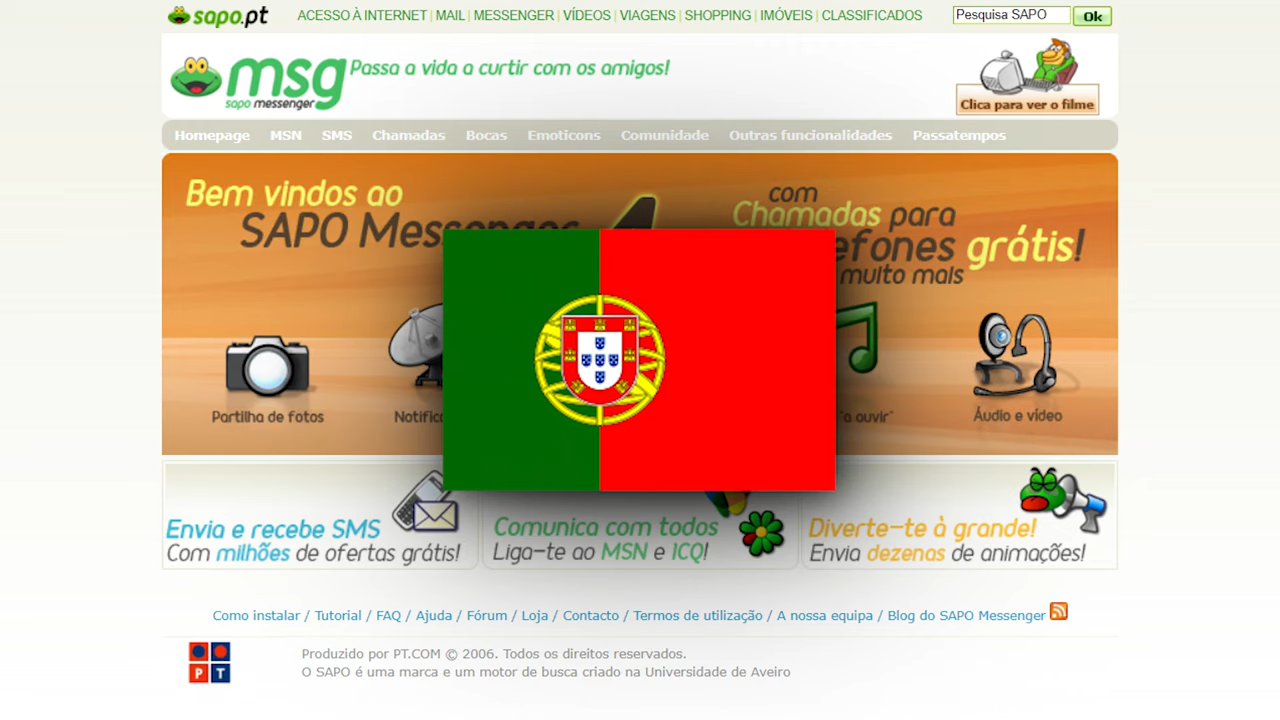 sapo.pt
ACESSO À INTERNET | MAIL | MESSENGER | VÍDEOS | VIAGENS | SHOPPING | IMÓVEIS | CLASSIFICADOS
Pesquisa SAPO
Ok
msg
sapo messenger
Passa a vida a curtir com os amigos!
Clica para ver o filme
Homepage MSN SMS Chamadas Bocas Emoticons Comunidade Outras funcionalidades Passatempos
Bem vindos ao
SAPO
com
Chamadas para
grátis!
muito mais
Partilha de fotos
"a ouvir"
Áudio e vídeo
Envia e recebe SMS
Com milhões de ofertas grátis!
Comunica com todos
Liga-te ao MSN e ICQ!
Diverte-te à grande!
Envia dezenas de animações!
Como instalar / Tutorial / FAQ / Ajuda / Fórum / Loja / Contacto / Termos de utilização / A nossa equipa / Blog do SAPO Messenger
P T
Produzido por PT.COM © 2006. Todos os direitos reservados.
O SAPO é uma marca e um motor de busca criado na Universidade de Aveiro